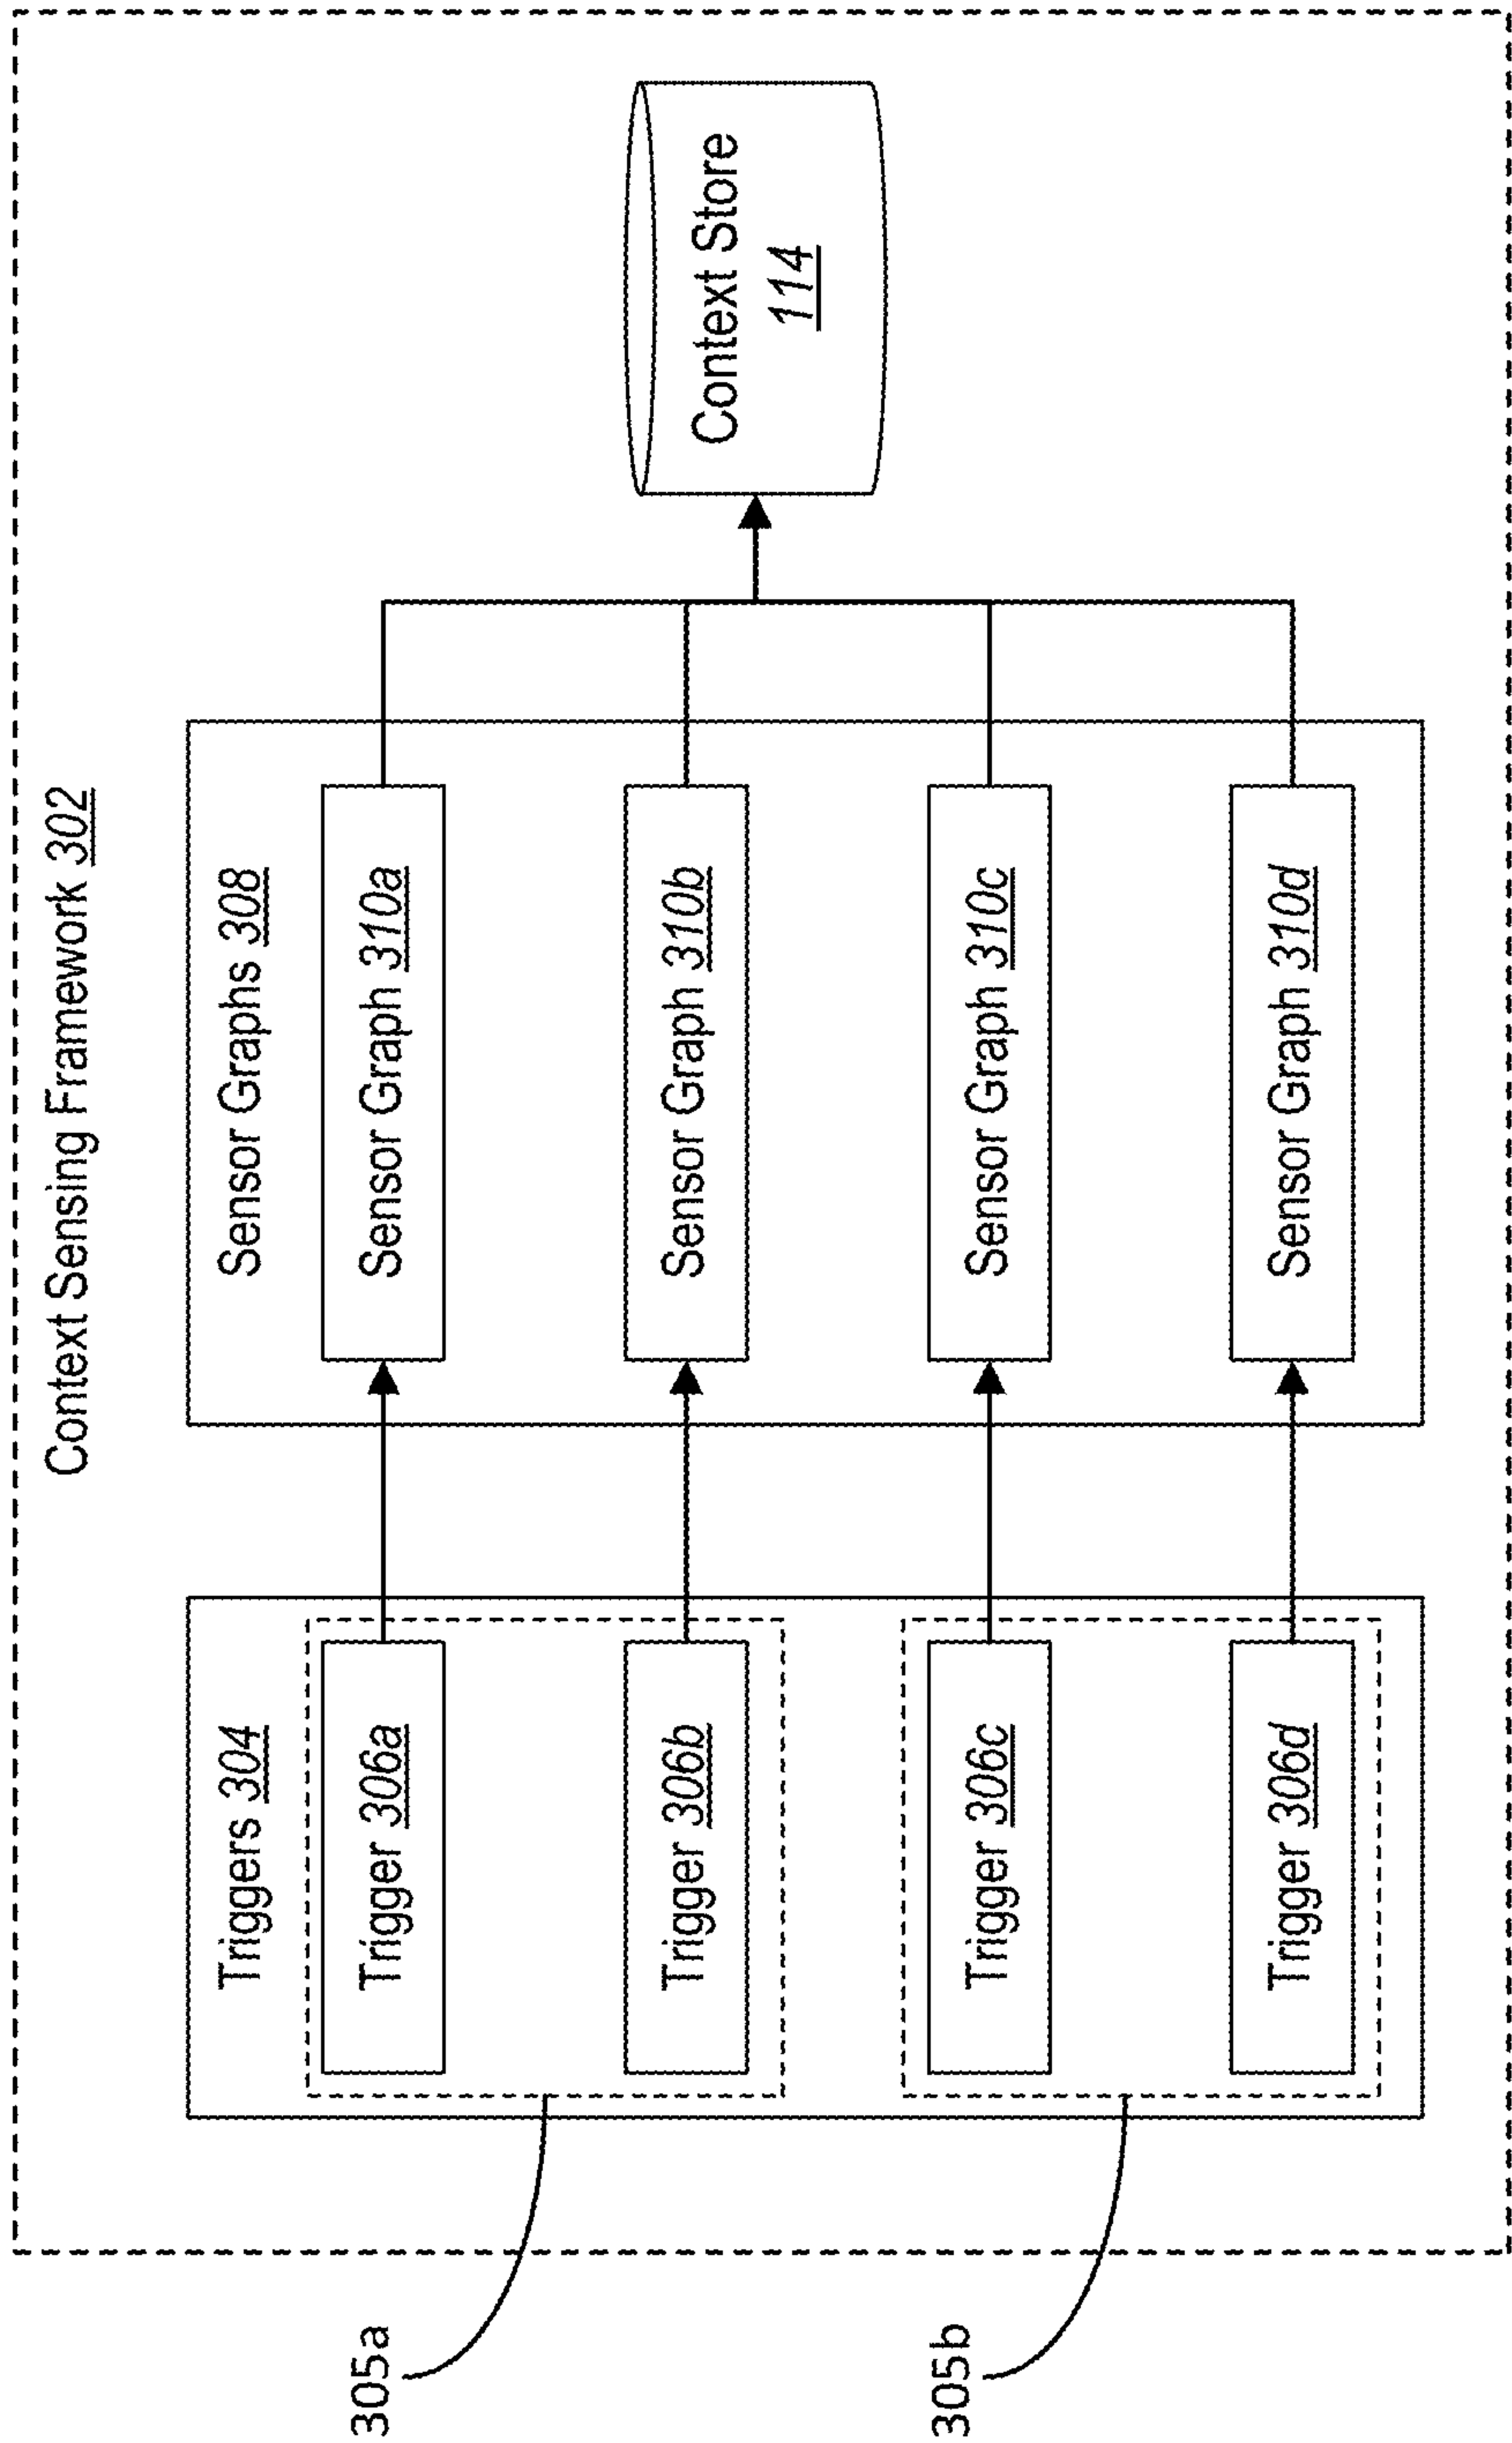 Context Sensing Framework 302
Triggers 304
Trigger 306a
Trigger 306b
Trigger 306c
Trigger 306d
305a
305b
Sensor Graphs 308
Sensor Graph 310a
Sensor Graph 310b
Sensor Graph 310c
Sensor Graph 310d
Context Store
114